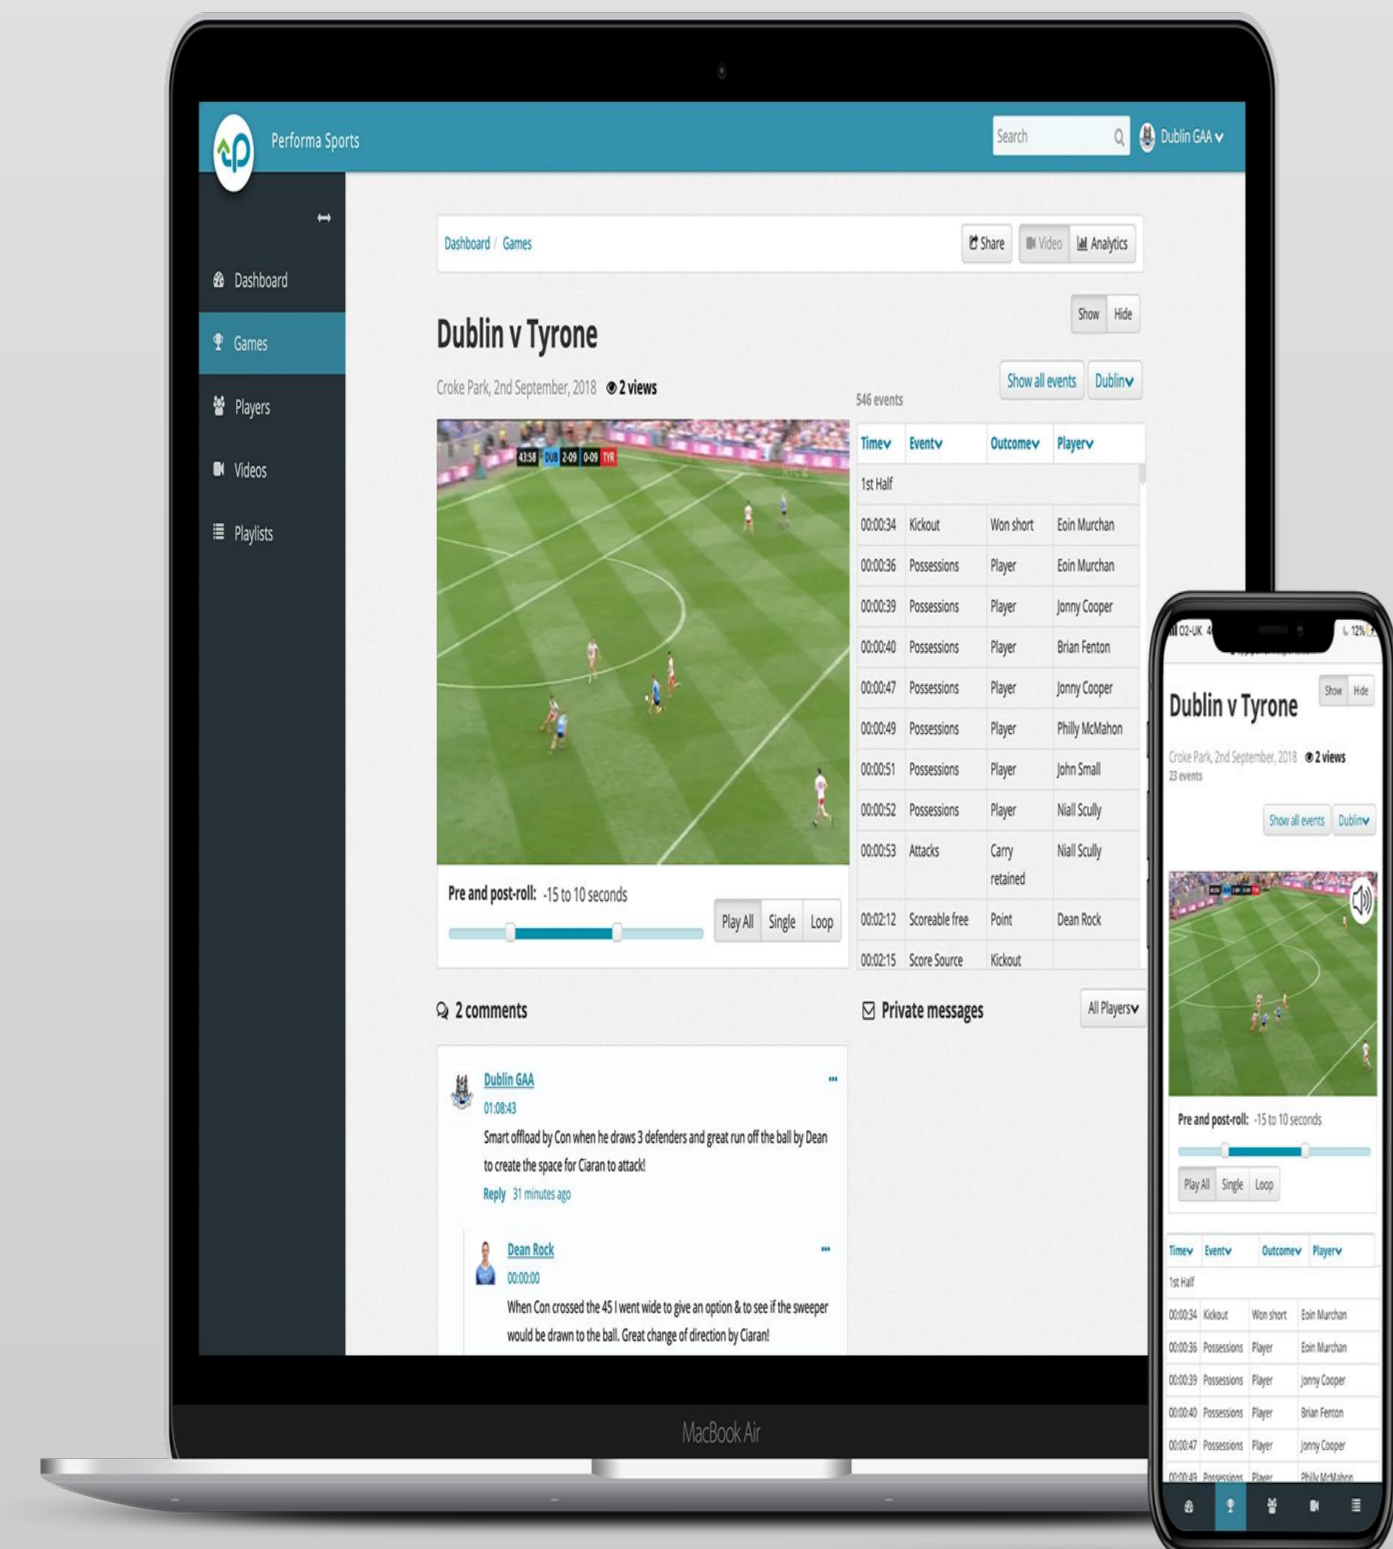 Performa Sports
Search
Dublin GAA
Dashboard
Games
Players
Videos
Playlists
Dashboard / Games
Share
Video
Analytics
Show Hide
Dublin v Tyrone
Croke Park, 2nd September, 2018 2 views
Show all events Dublin
546 events
43:58 DUB 2-09 0-09 TYR
Time Event Outcome Player
1st Half
00:00:34 Kickout Won short Eoin Murchan
00:00:36 Possessions Player Eoin Murchan
00:00:39 Possessions Player Jonny Cooper
00:00:40 Possessions Player Brian Fenton
00:00:47 Possessions Player Jonny Cooper
00:00:49 Possessions Player Philly McMahon
00:00:51 Possessions Player John Small
00:00:52 Possessions Player Niall Scully
00:00:53 Attacks Carry retained Niall Scully
00:02:12 Scoreable free Point Dean Rock
00:02:15 Score Source Kickout
Pre and post-roll: -15 to 10 seconds
Play All Single Loop
2 comments
Dublin GAA
01:08:43
Smart offload by Con when he draws 3 defenders and great run off the ball by Dean
to create the space for Ciaran to attack!
Reply 31 minutes ago
Dean Rock
00:00:00
When Con crossed the 45 I went wide to give an option & to see if the sweeper
would be drawn to the ball. Great change of direction by Ciaran!
Private messages
All Players
MacBook Air
O2-UK
12%
Dublin v Tyrone
Show Hide
Croke Park, 2nd September, 2018 2 views
23 events
Show all events Dublin
Pre and post-roll: -15 to 10 seconds
Play All Single Loop
Time Event Outcome Player
1st Half
00:00:34 Kickout Won short Eoin Murchan
00:00:36 Possessions Player Eoin Murchan
00:00:39 Possessions Player Jonny Cooper
00:00:40 Possessions Player Brian Fenton
00:00:47 Possessions Player Jonny Cooper
00:00:49 Possessions Player Philly McMahon